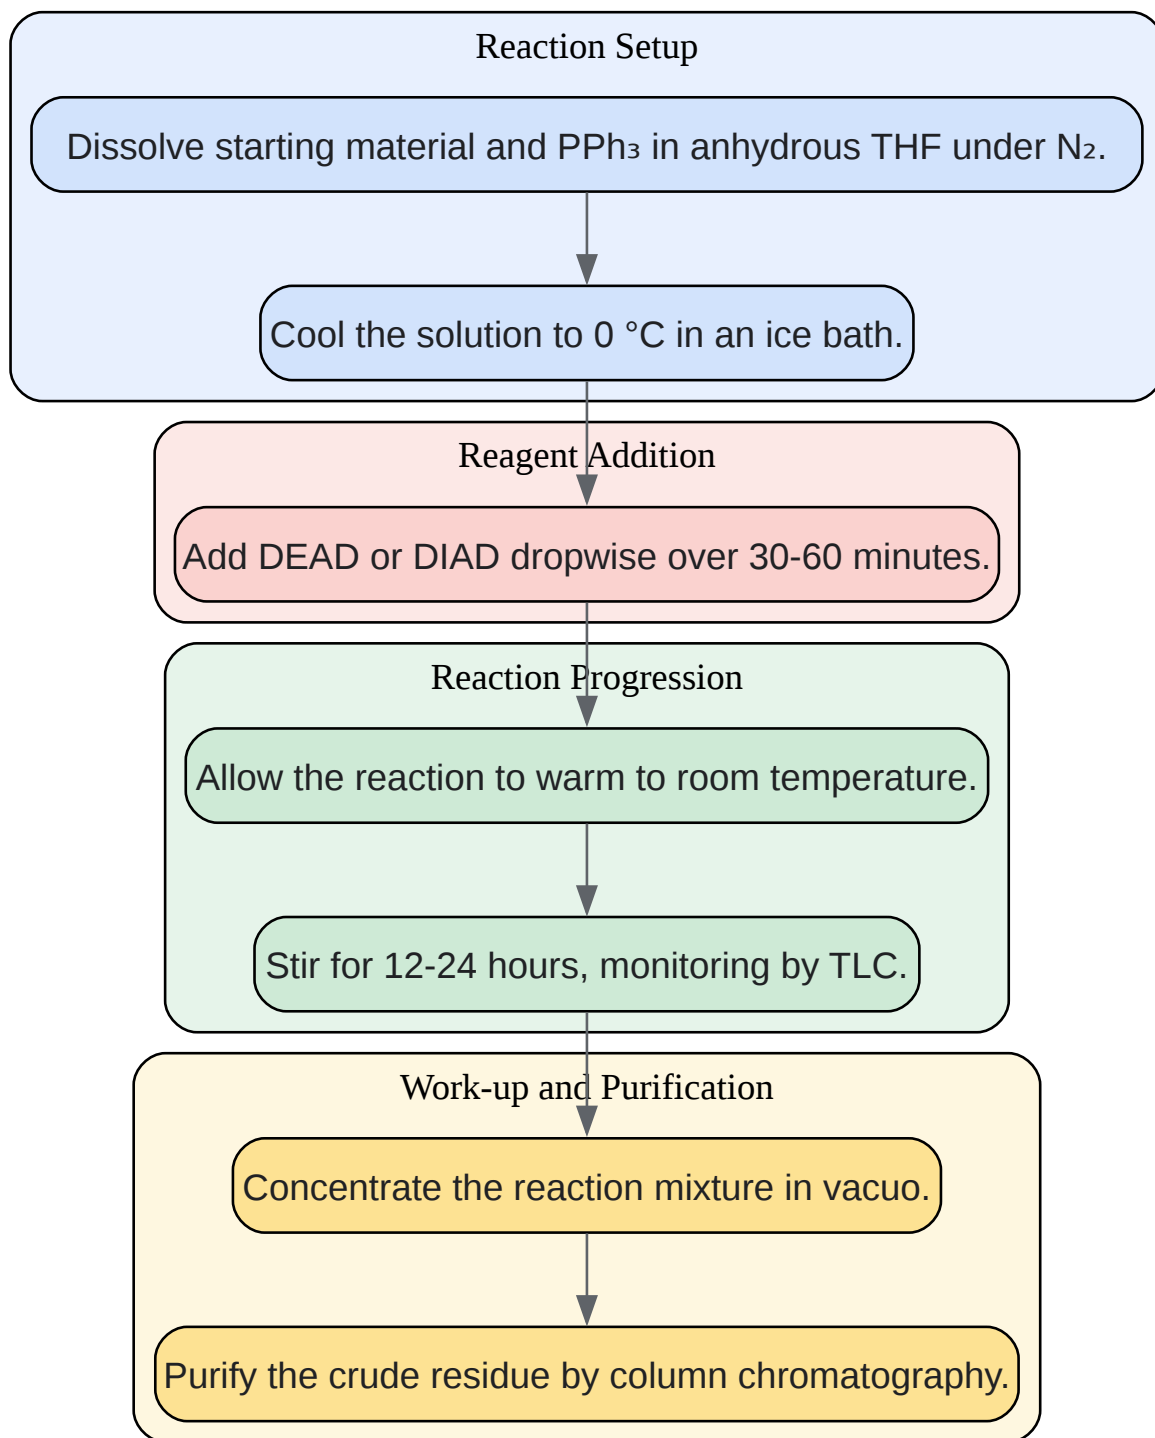 Reaction Setup
Dissolve starting material and PPh₃ in anhydrous THF under N₂.
Cool the solution to 0 °C in an ice bath.
Reagent Addition
Add DEAD or DIAD dropwise over 30-60 minutes.
Reaction Progression
Allow the reaction to warm to room temperature.
Stir for 12-24 hours, monitoring by TLC.
Work-up and Purification
Concentrate the reaction mixture in vacuo.
Purify the crude residue by column chromatography.